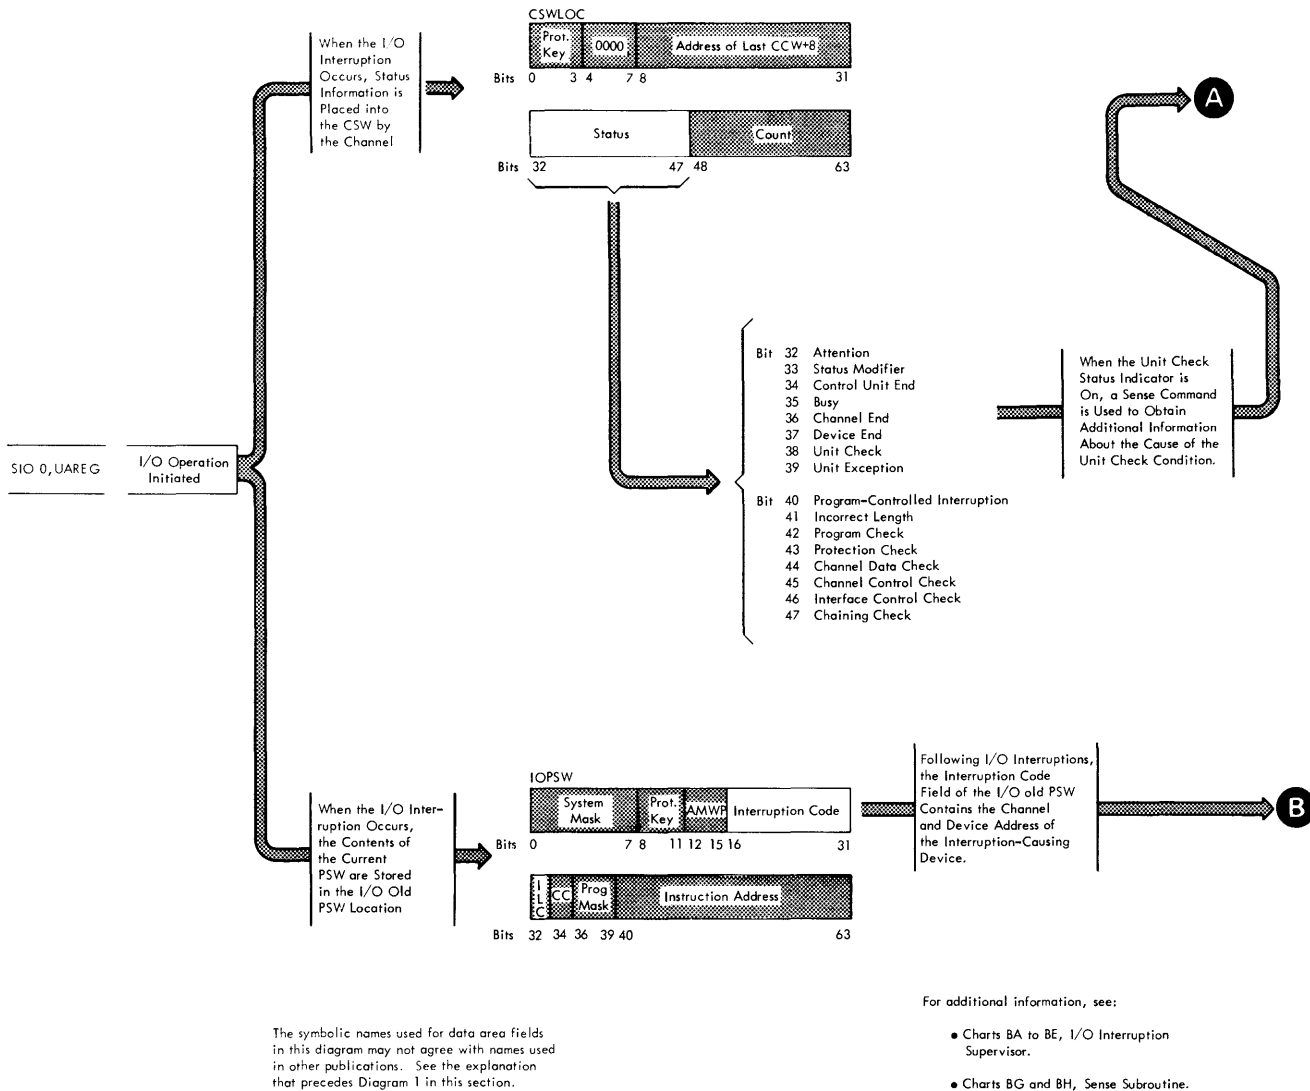 SIO 0,UAREG
I/O Operation
Initiated
When the I/O
Interruption
Occurs, Status
Information is
Placed into
the CSW by
the Channel
CSWLOC
Prot.
Key
0000
Address of Last CCW+8
Bits 0 3 4 7 8 31
Status
Count
Bits 32 47 48 63
Bit 32 Attention
33 Status Modifier
34 Control Unit End
35 Busy
36 Channel End
37 Device End
38 Unit Check
39 Unit Exception
Bit 40 Program-Controlled Interruption
41 Incorrect Length
42 Program Check
43 Protection Check
44 Channel Data Check
45 Channel Control Check
46 Interface Control Check
47 Chaining Check
When the Unit Check
Status Indicator is
On, a Sense Command
is Used to Obtain
Additional Information
About the Cause of the
Unit Check Condition.
A
When the I/O Inter-
ruption Occurs,
the Contents of
the Current
PSW are Stored
in the I/O Old
PSW Location
IOPSW
System
Mask
Prot.
Key
AMWP
Interruption Code
Bits 0 7 8 11 12 15 16 31
I
L
C
CC
Prog
Mask
Instruction Address
Bits 32 34 36 39 40 63
Following I/O Interruptions,
the Interruption Code
Field of the I/O old PSW
Contains the Channel
and Device Address of
the Interruption-Causing
Device.
B
The symbolic names used for data area fields
in this diagram may not agree with names used
in other publications. See the explanation
that precedes Diagram 1 in this section.
For additional information, see:
• Charts BA to BE, I/O Interruption
Supervisor.
• Charts BG and BH, Sense Subroutine.